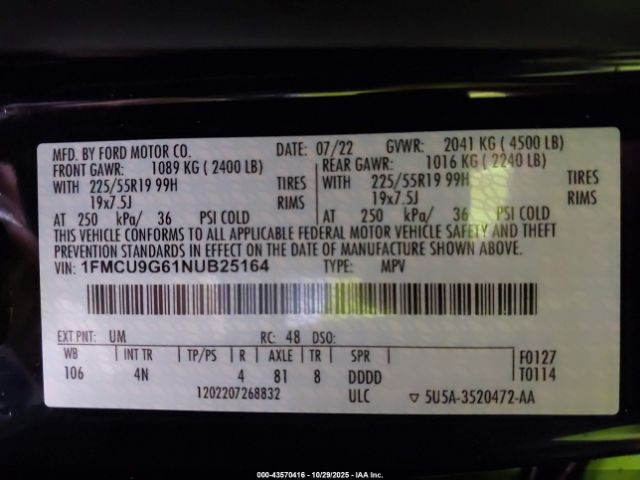 MFD. BY FORD MOTOR CO. DATE: 07/22 GVWR: 2041 KG ( 4500 LB)
FRONT GAWR: 1089 KG ( 2400 LB) REAR GAWR: 1016 KG ( 2240 LB)
WITH 225/55R19 99H TIRES WITH 225/55R19 99H TIRES
19x7.5J RIMS 19x7.5J RIMS
AT 250 kPa/ 36 PSI COLD AT 250 kPa/ 36 PSI COLD
THIS VEHICLE CONFORMS TO ALL APPLICABLE FEDERAL MOTOR VEHICLE SAFETY AND THEFT
PREVENTION STANDARDS IN EFFECT ON THE DATE OF MANUFACTURE SHOWN ABOVE.
VIN: 1FMCU9G61NUB25164 TYPE: MPV
EXT PNT: UM RC: 48 DSO:
WB INT TR TP/PS R AXLE TR SPR F0127
106 4N 4 81 8 DDDD T0114
1202207268832 ULC ▽ 5U5A-3520472-AA
000-43570416 - 10/29/2025 - IAA Inc.